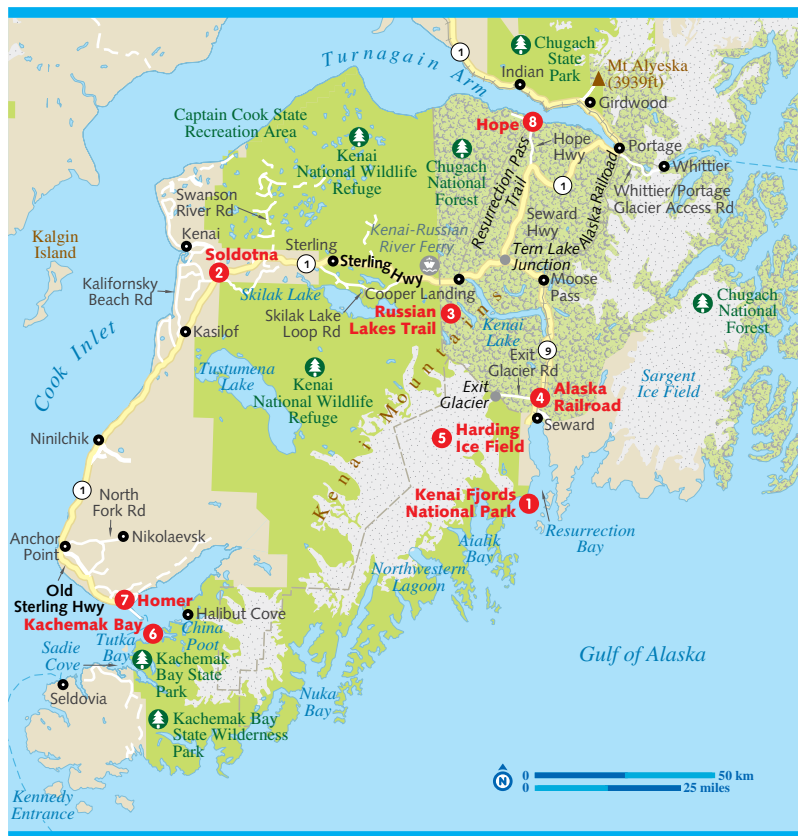 Turnagain Arm
1
Chugach
State
Park
Indian
Mt Alyeska
(3939ft)
Girdwood
Captain Cook State
Recreation Area
Kenai
National Wildlife
Refuge
Hope
8
Hope
Hwy
Portage
Whittier
Chugach
National
Forest
Resurrection Pass
Trail
1
Alaska Railroad
Whittier/Portage
Glacier Access Rd
Swanson
River Rd
Seward
Hwy
Kalgin
Island
Kenai
Soldotna
2
Sterling
1
Sterling
Hwy
Kenai-Russian
River Ferry
Tern Lake
Junction
Moose
Pass
Kalifornsky
Beach Rd
Skilak Lake
Cooper Landing
Skilak Lake
Loop Rd
Russian
Lakes Trail
3
Kenai
Lake
Chugach
National
Forest
Cook Inlet
Kasilof
Tustumena
Lake
Kenai
National Wildlife
Refuge
Kenai Mountains
9
Exit
Glacier Rd
Sargent
Ice Field
Exit
Glacier
4
Alaska
Railroad
Seward
Ninilchik
5
Harding
Ice Field
1
North
Fork Rd
Kenai Fjords
National Park
1
Resurrection
Bay
Anchor
Point
Nikolaevsk
Aialik
Bay
Northwestern
Lagoon
Old
Sterling Hwy
7
Homer
Halibut Cove
Kachemak Bay
6
China
Poot
Tutka
Bay
Sadie
Cove
Kachemak
Bay State
Park
Gulf of Alaska
Seldovia
Nuka
Bay
Kachemak Bay
State Wilderness
Park
Kennedy
Entrance
N
0 50 km
0 25 miles